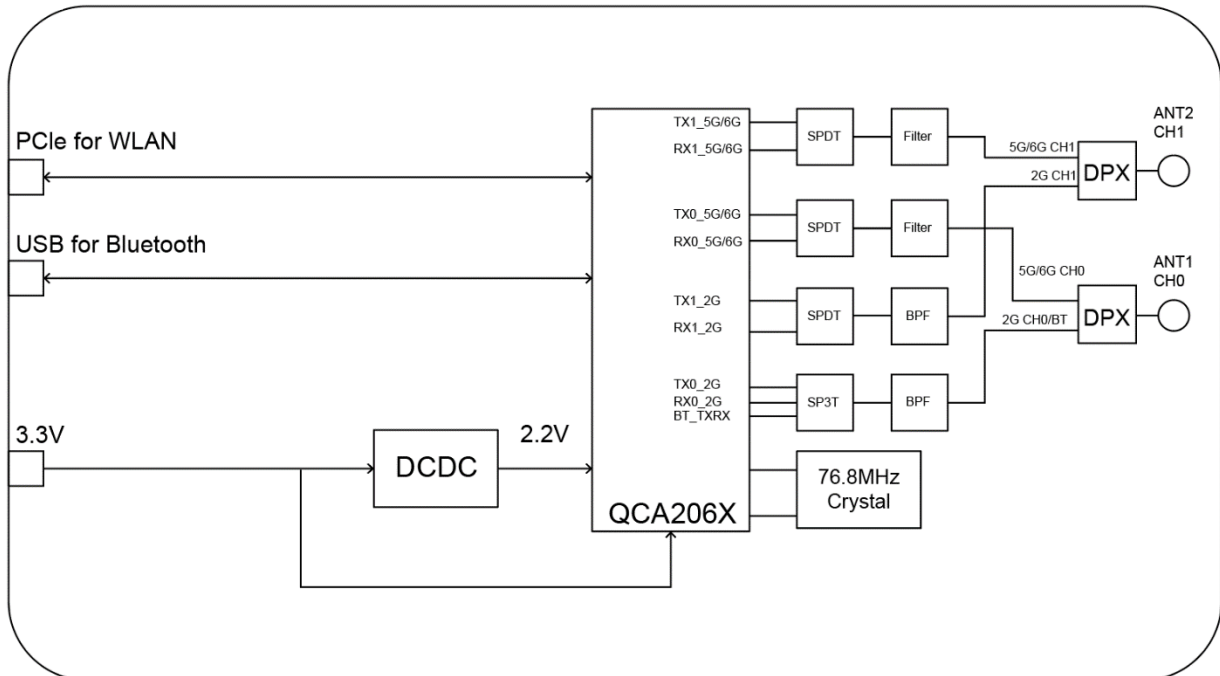 PCIe for WLAN
USB for Bluetooth
3.3V
DCDC
2.2V
QCA206X
TX1_5G/6G
RX1_5G/6G
TX0_5G/6G
RX0_5G/6G
TX1_2G
RX1_2G
TX0_2G
RX0_2G
BT_TXRX
SPDT
Filter
SPDT
Filter
SPDT
BPF
SP3T
BPF
76.8MHz
Crystal
5G/6G CH1
2G CH1
DPX
ANT2
CH1
5G/6G CH0
2G CH0/BT
DPX
ANT1
CH0